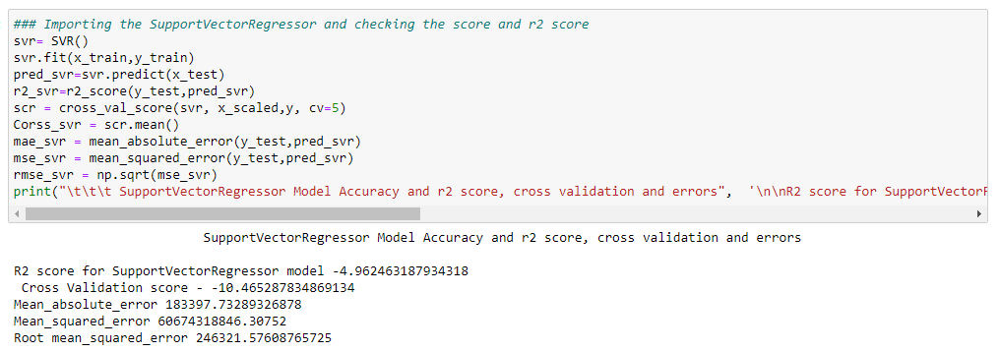 ### Importing the SupportVectorRegressor and checking the score and r2 score
svr= SVR()
svr.fit(x_train,y_train)
pred_svr=svr.predict(x_test)
r2_svr=r2_score(y_test,pred_svr)
scr = cross_val_score(svr, x_scaled,y, cv=5)
Corss_svr = scr.mean()
mae_svr = mean_absolute_error(y_test,pred_svr)
mse_svr = mean_squared_error(y_test,pred_svr)
rmse_svr = np.sqrt(mse_svr)
print("\t\t\t SupportVectorRegressor Model Accuracy and r2 score, cross validation and errors",  '\n\nR2 score for SupportVector
SupportVectorRegressor Model Accuracy and r2 score, cross validation and errors
R2 score for SupportVectorRegressor model -4.962463187934318
Cross Validation score - -10.465287834869134
Mean_absolute_error 183397.73289326878
Mean_squared_error 60674318846.30752
Root mean_squared_error 246321.57608765725